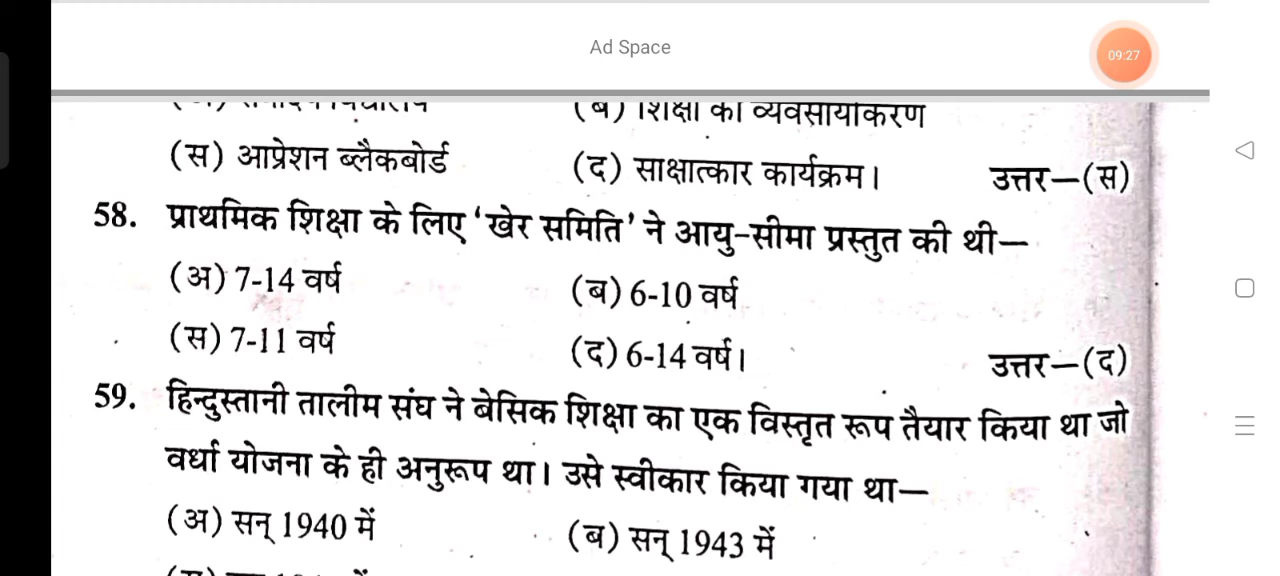 Ad Space
09:27
(ब) शिक्षा का व्यवसायीकरण
(स) आप्रेशन ब्लैकबोर्ड (द) साक्षात्कार कार्यक्रम। उत्तर—(स)
58. प्राथमिक शिक्षा के लिए ‘खेर समिति’ ने आयु-सीमा प्रस्तुत की थी—
(अ) 7-14 वर्ष (ब) 6-10 वर्ष
(स) 7-11 वर्ष (द) 6-14 वर्ष। उत्तर—(द)
59. हिन्दुस्तानी तालीम संघ ने बेसिक शिक्षा का एक विस्तृत रूप तैयार किया था जो
वर्धा योजना के ही अनुरूप था। उसे स्वीकार किया गया था—
(अ) सन् 1940 में (ब) सन् 1943 में